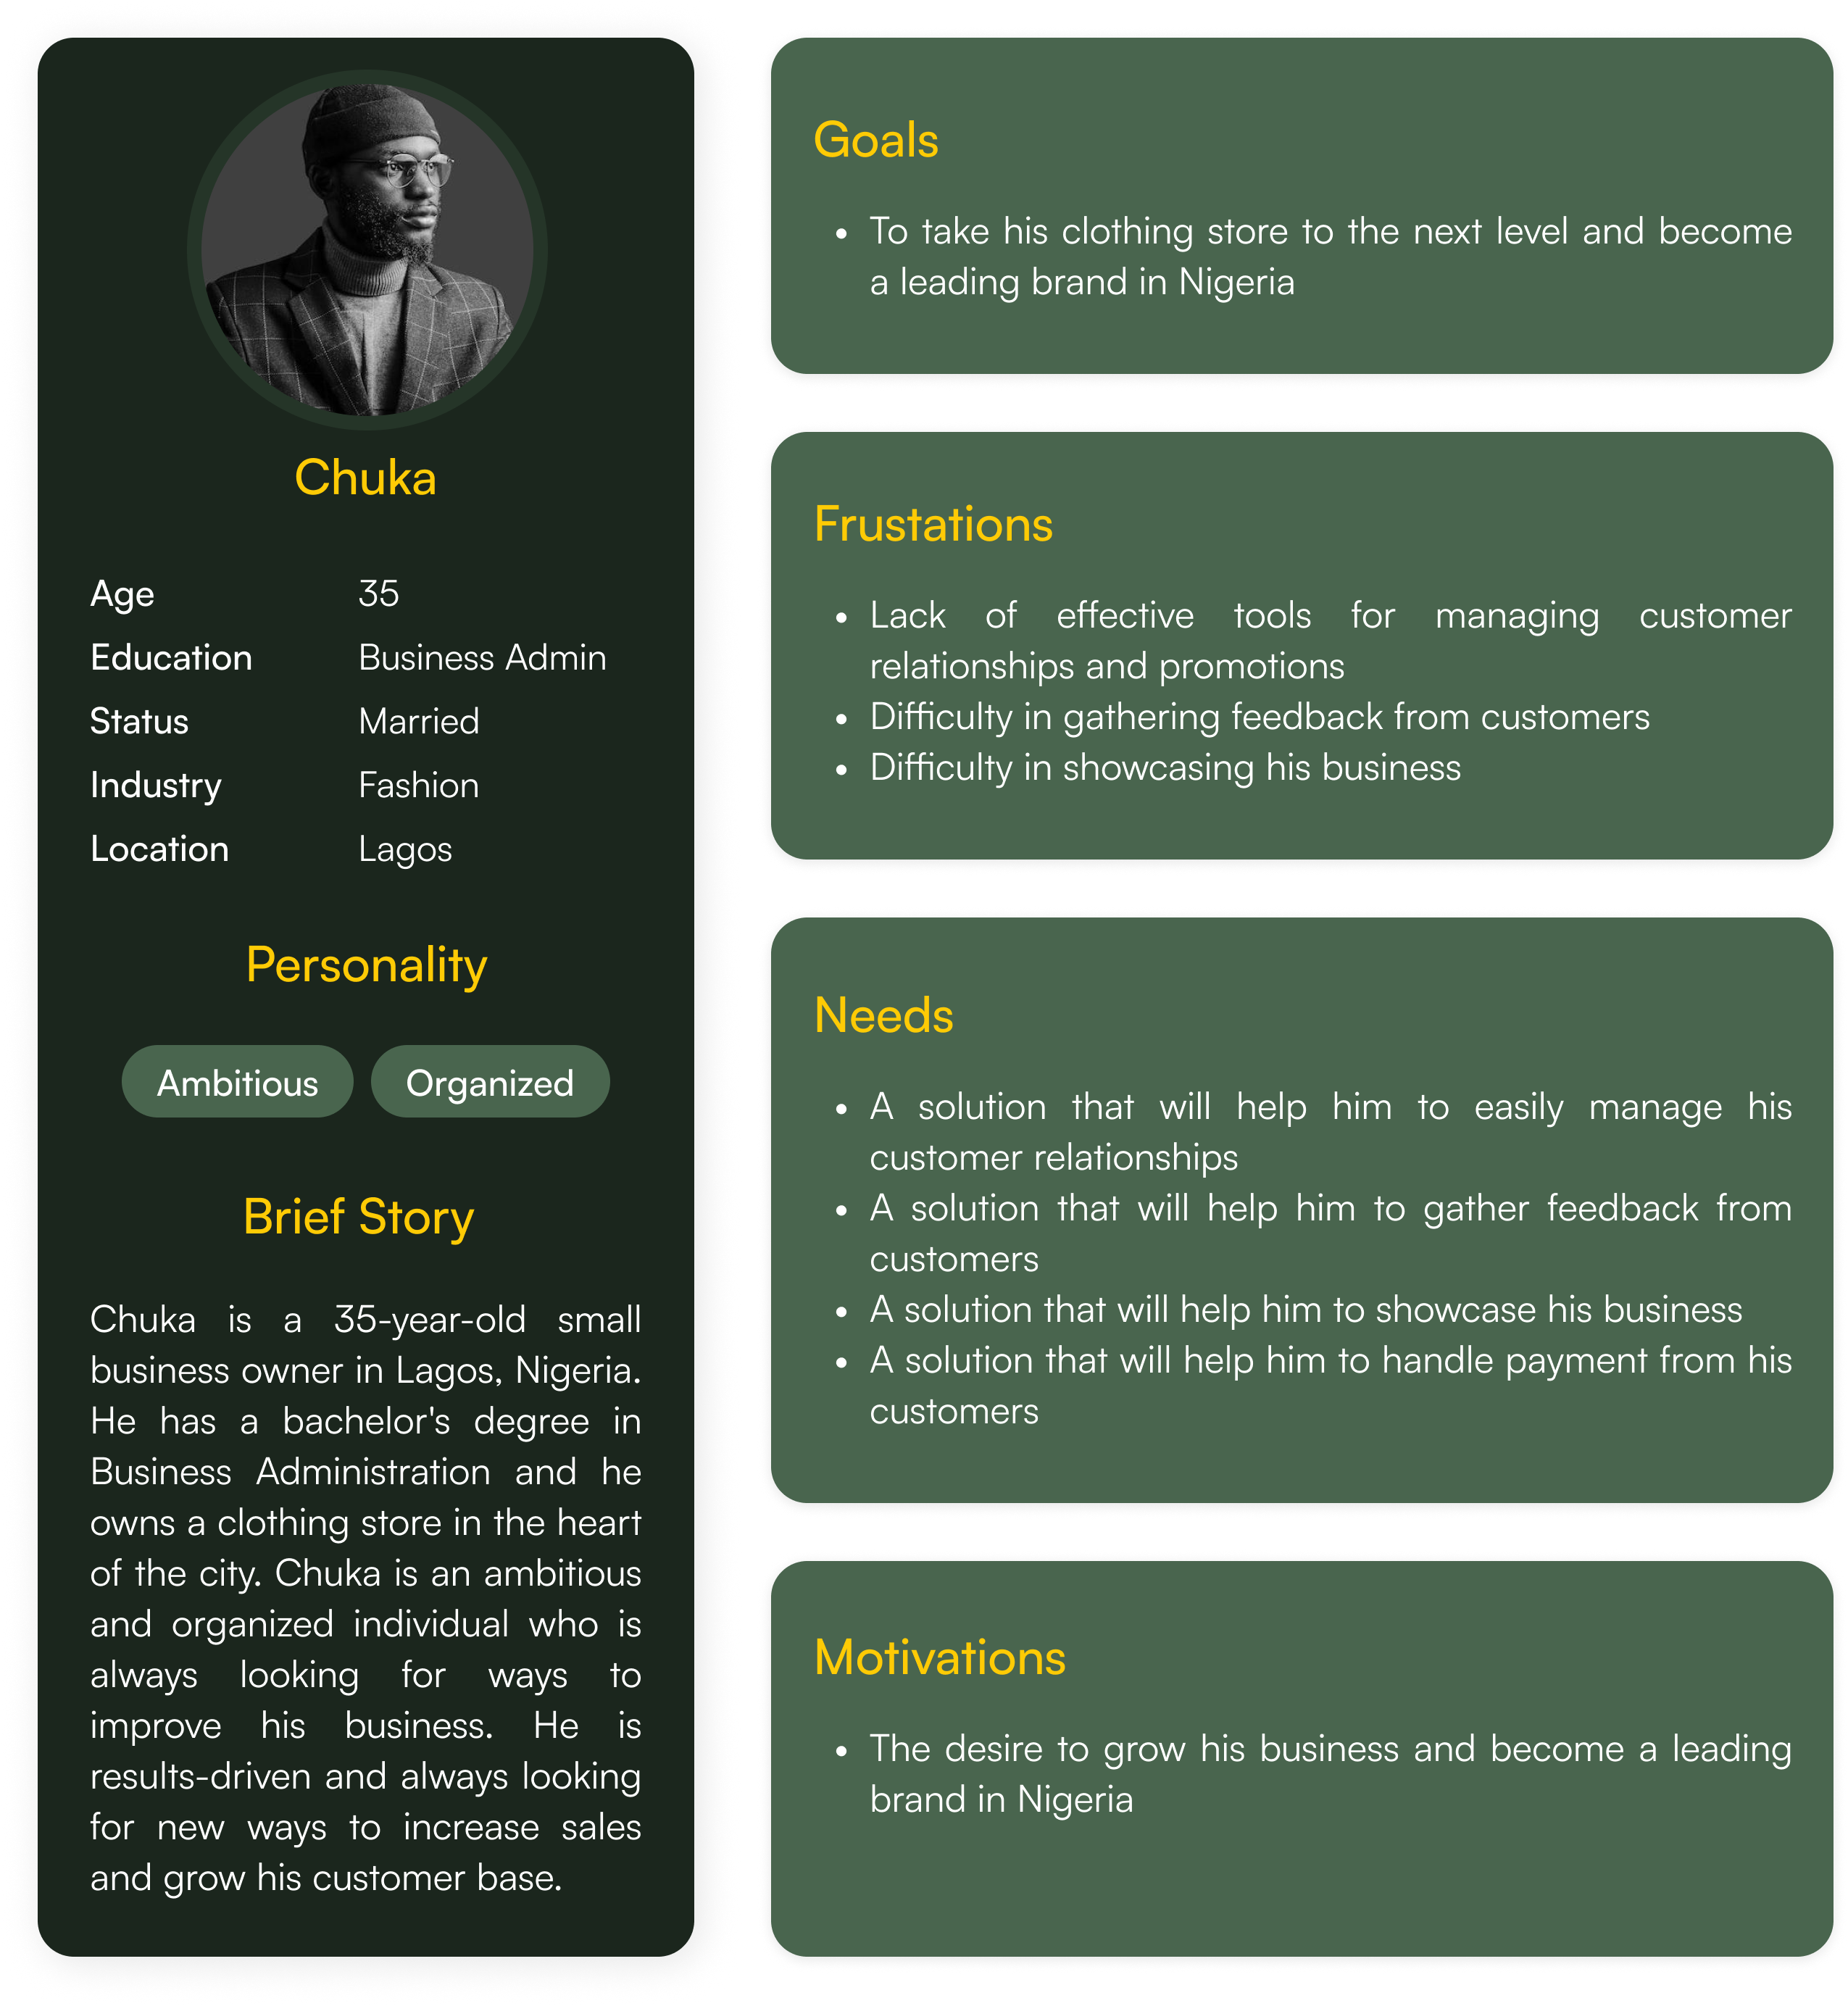 Chuka
Age 35
Education Business Admin
Status Married
Industry Fashion
Location Lagos
Personality
Ambitious Organized
Brief Story
Chuka is a 35-year-old small
business owner in Lagos, Nigeria.
He has a bachelor's degree in
Business Administration and he
owns a clothing store in the heart
of the city. Chuka is an ambitious
and organized individual who is
always looking for ways to
improve his business. He is
results-driven and always looking
for new ways to increase sales
and grow his customer base.
Goals
• To take his clothing store to the next level and become
a leading brand in Nigeria
Frustations
• Lack of effective tools for managing customer
relationships and promotions
• Difficulty in gathering feedback from customers
• Difficulty in showcasing his business
Needs
• A solution that will help him to easily manage his
customer relationships
• A solution that will help him to gather feedback from
customers
• A solution that will help him to showcase his business
• A solution that will help him to handle payment from his
customers
Motivations
• The desire to grow his business and become a leading
brand in Nigeria